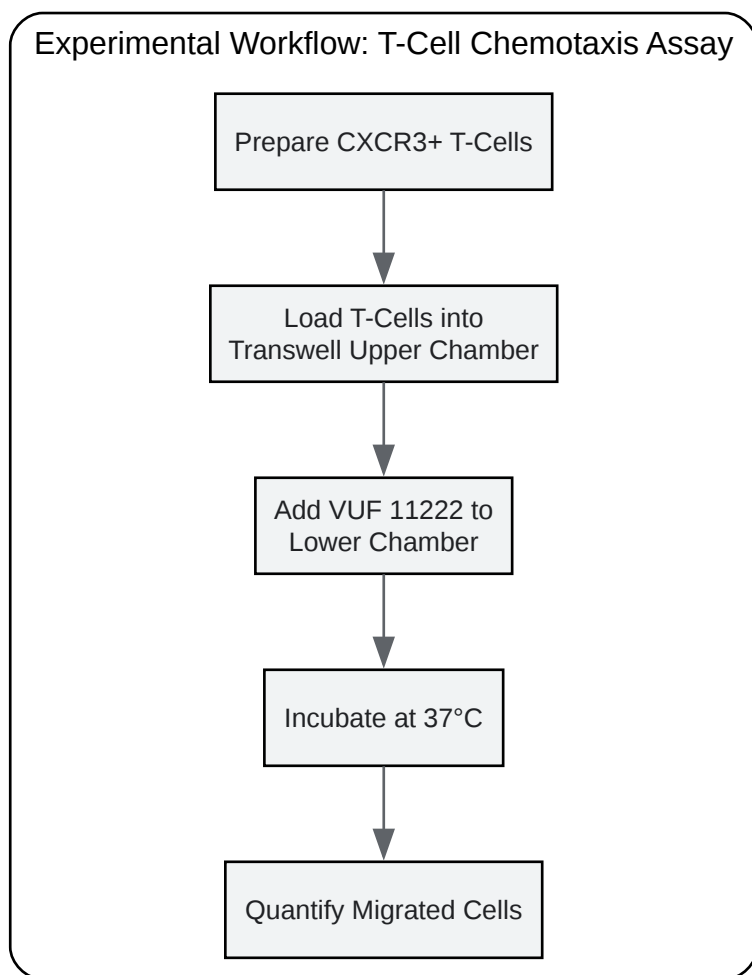 Experimental Workflow: T-Cell Chemotaxis Assay
Prepare CXCR3+ T-Cells
Load T-Cells into
Transwell Upper Chamber
Add VUF 11222 to
Lower Chamber
Incubate at 37°C
Quantify Migrated Cells